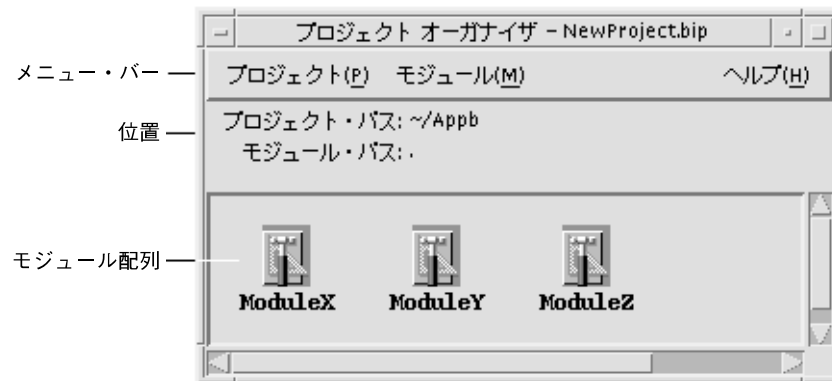 プロジェクト オーガナイザ – NewProject.bip
メニュー・バー
プロジェクト(P) モジュール(M) ヘルプ(H)
位置
プロジェクト・パス: ~/Appb
モジュール・パス: .
モジュール配列
ModuleX ModuleY ModuleZ